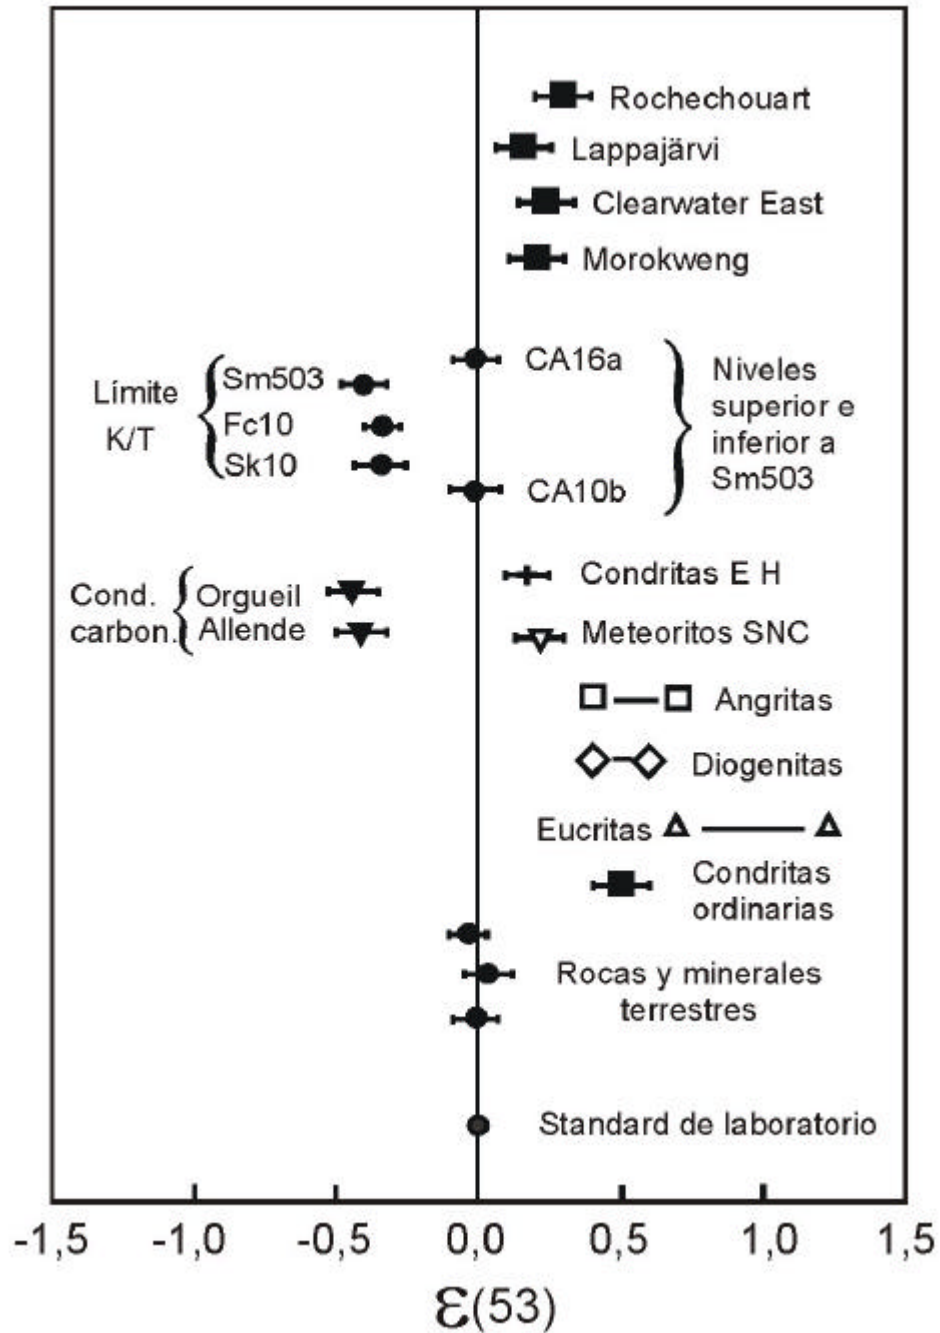 Rochechouart
Lappajärvi
Clearwater East
Morokweng
Límite
K/T
Sm503
Fc10
Sk10
CA16a
CA10b
Niveles
superior e
inferior a
Sm503
Cond.
carbon.
Orgueil
Allende
Condritas E H
Meteoritos SNC
Angritas
Diogenitas
Eucritas
Condritas
ordinarias
Rocas y minerales
terrestres
Standard de laboratorio
-1,5 -1,0 -0,5 0,0 0,5 1,0 1,5
ε(53)